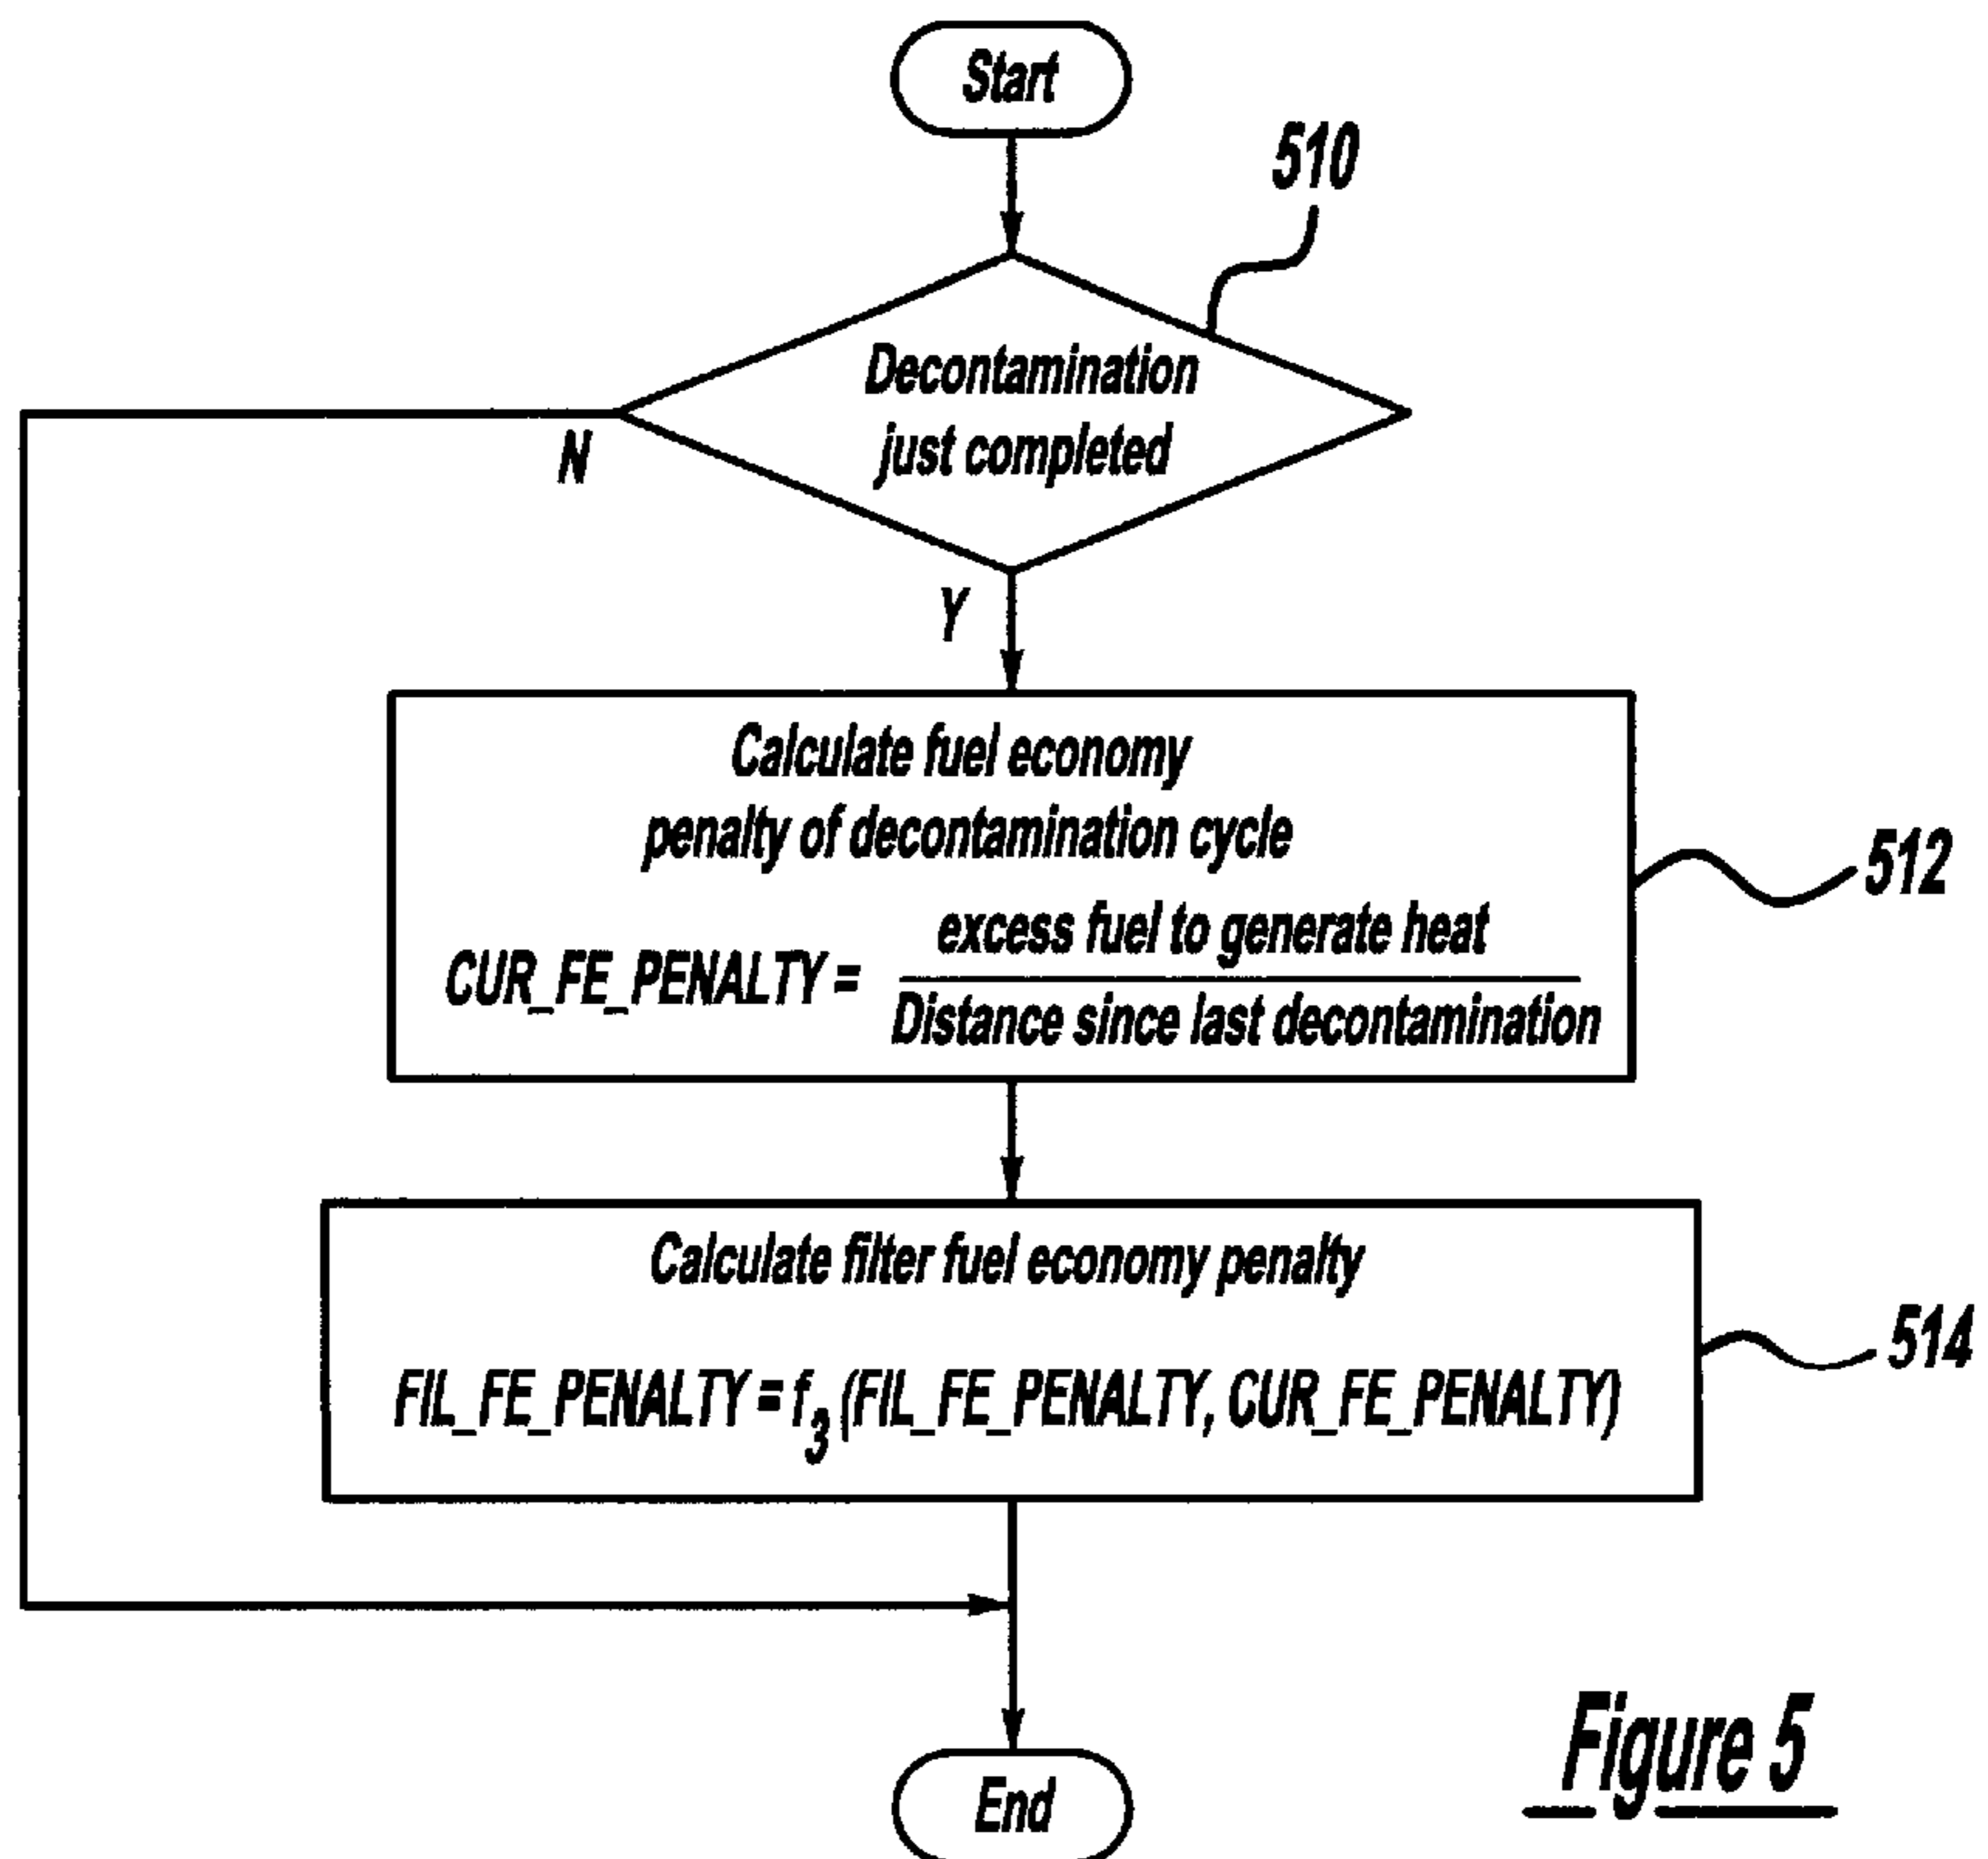 Start
510
Decontamination
just completed
N
Y
Calculate fuel economy
penalty of decontamination cycle
excess fuel to generate heat
CUR_FE_PENALTY =
Distance since last decontamination
512
Calculate filter fuel economy penalty
FIL_FE_PENALTY = f3 (FIL_FE_PENALTY, CUR_FE_PENALTY)
514
End
Figure 5